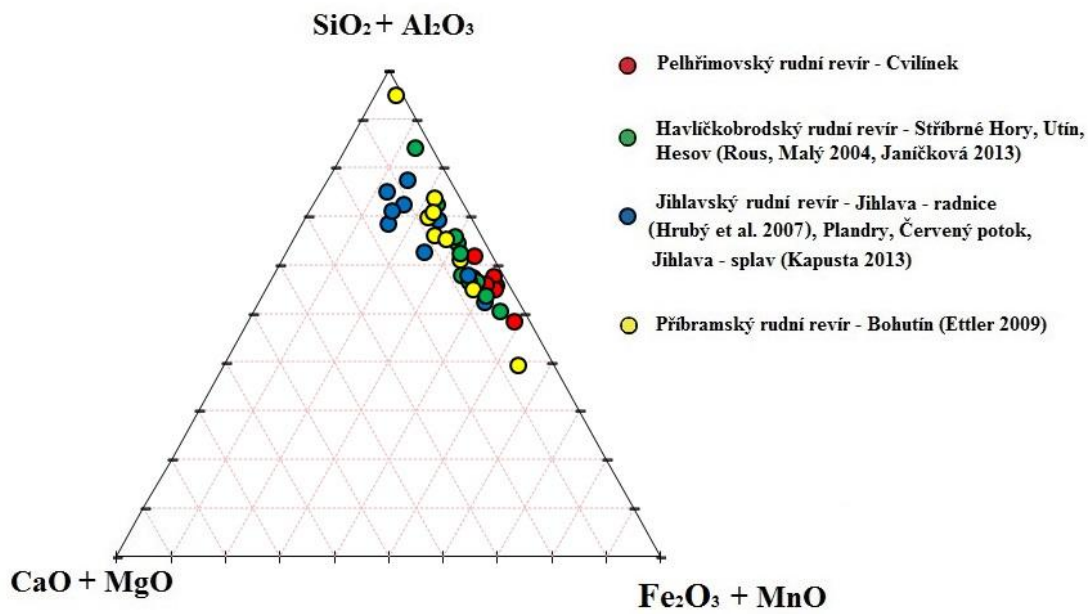 SiO₂ + Al₂O₃
Pelhřimovský rudní revír - Cvilínek
Havlíčkobrodský rudní revír - Stříbrné Hory, Utín,
Hesov (Rous, Malý 2004, Janíčková 2013)
Jihlavský rudní revír - Jihlava - radnice
(Hrubý et al. 2007), Plandry, Červený potok,
Jihlava - splav (Kapusta 2013)
Příbramský rudní revír - Bohutín (Ettler 2009)
CaO + MgO
Fe₂O₃ + MnO